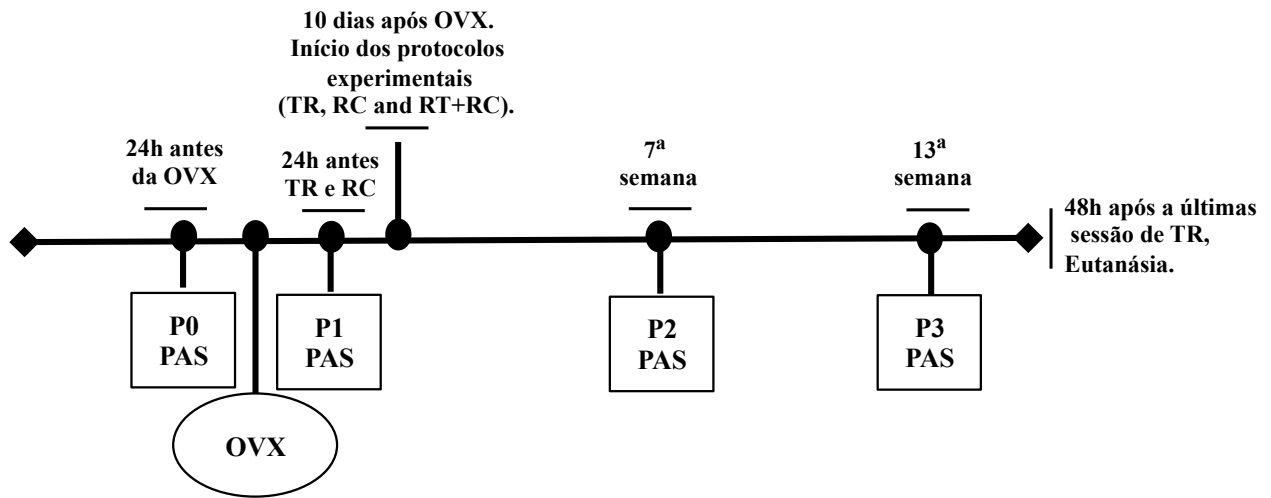 10 dias após OVX.
Início dos protocolos
experimentais
(TR, RC and RT+RC).
24h antes
da OVX
24h antes
TR e RC
7ª
semana
13ª
semana
48h após a últimas
sessão de TR,
Eutanásia.
P0
PAS
P1
PAS
P2
PAS
P3
PAS
OVX